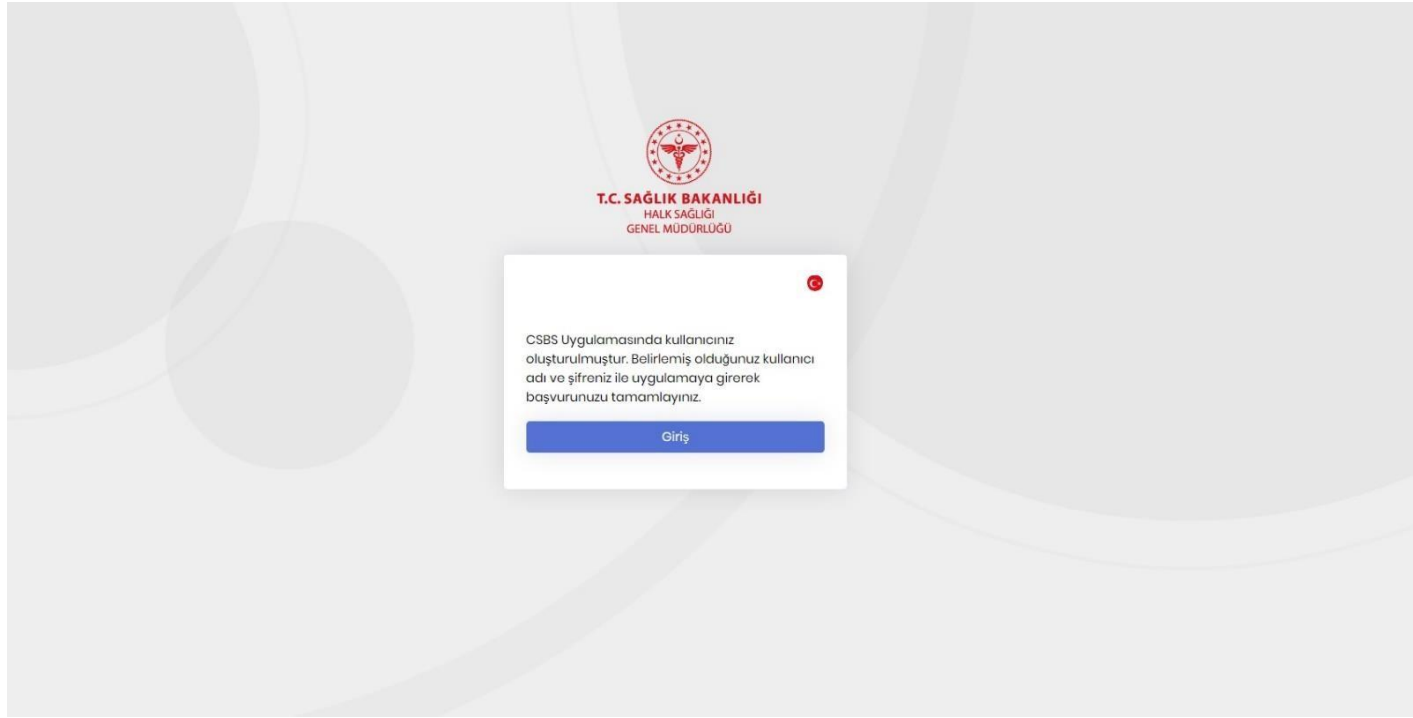 T.C. SAĞLIK BAKANLIĞI
HALK SAĞLIĞI
GENEL MÜDÜRLÜĞÜ
CSBS Uygulamasında kullanıcınız
oluşturulmuştur. Belirlemiş olduğunuz kullanıcı
adı ve şifreniz ile uygulamaya girerek
başvurunuzu tamamlayınız.
Giriş